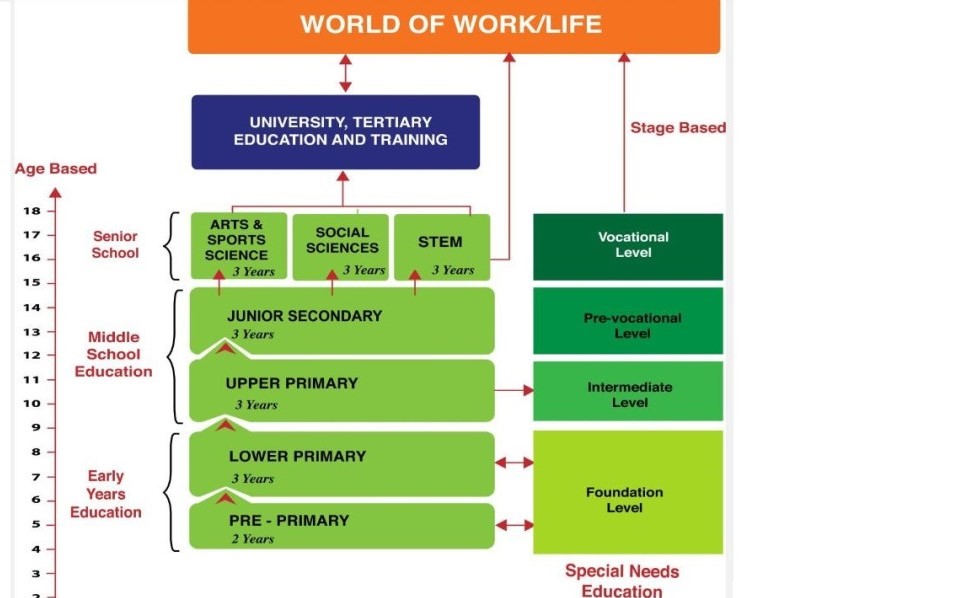 WORLD OF WORK/LIFE
UNIVERSITY, TERTIARY
EDUCATION AND TRAINING
Stage Based
Age Based
18
17
16
15
14
13
12
11
10
9
8
7
6
5
4
3
Senior
School
ARTS &
SPORTS
SCIENCE
3 Years
SOCIAL
SCIENCES
3 Years
STEM
3 Years
Vocational
Level
Middle
School
Education
JUNIOR SECONDARY
3 Years
Pre-vocational
Level
UPPER PRIMARY
3 Years
Intermediate
Level
Early
Years
Education
LOWER PRIMARY
3 Years
PRE - PRIMARY
2 Years
Foundation
Level
Special Needs
Education